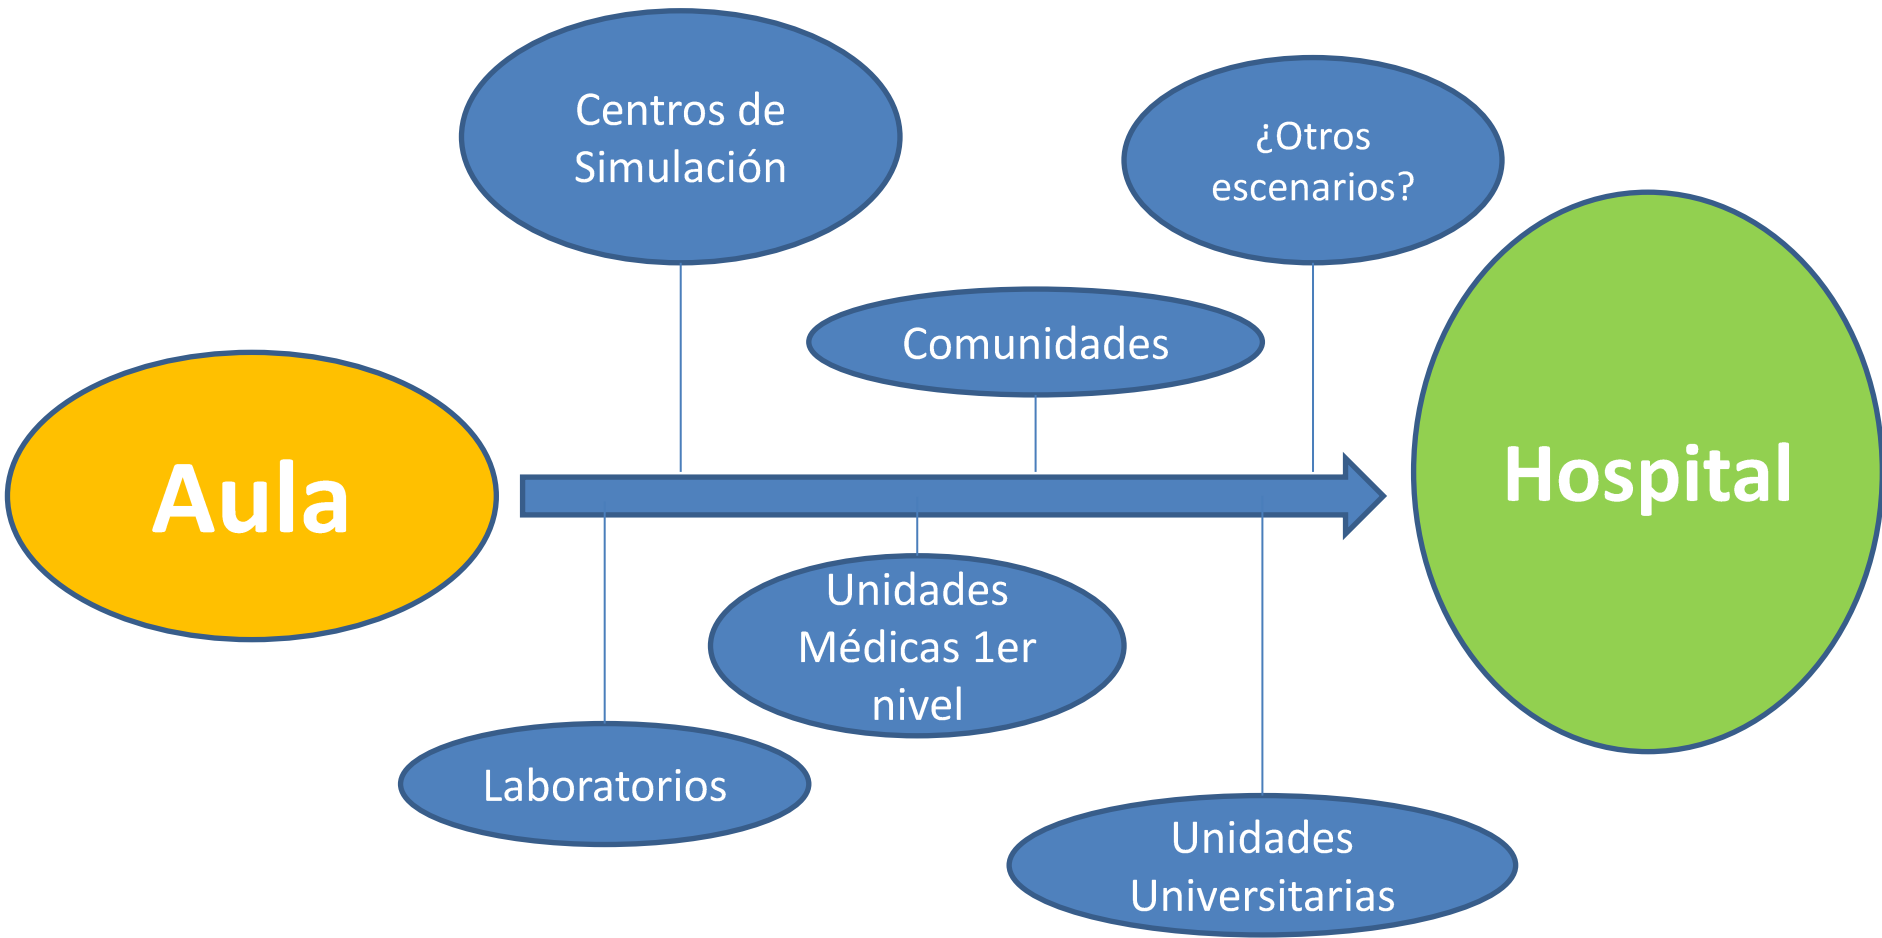 Centros de
Simulación
¿Otros
escenarios?
Comunidades
Aula
Hospital
Unidades
Médicas 1er
nivel
Laboratorios
Unidades
Universitarias